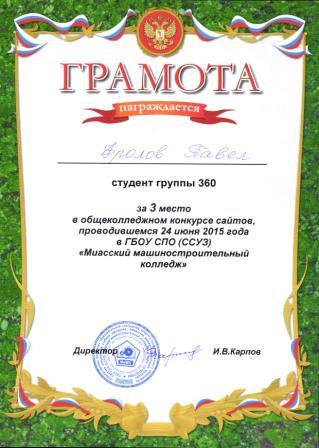 ГРАМОТА
награждается
Фролов Павел
студент группы 360
за 3 место
в общеколледжном конкурсе сайтов,
проводившемся 24 июня 2015 года
в ГБОУ СПО (ССУЗ)
«Миасский машиностроительный
колледж»
Директор И.В.Карпов